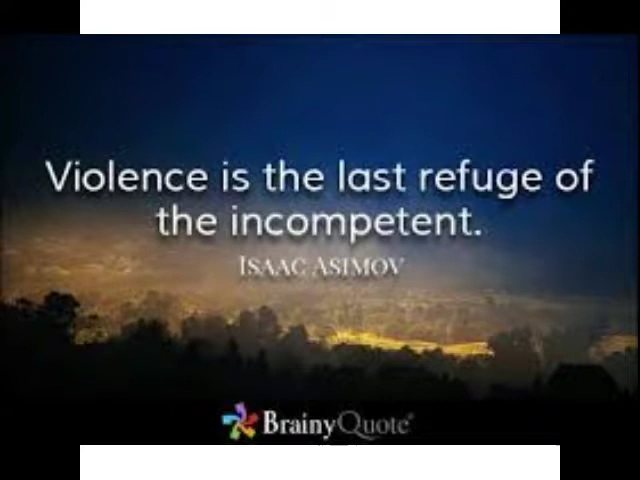 Violence is the last refuge of
the incompetent.
ISAAC ASIMOV
BrainyQuote®